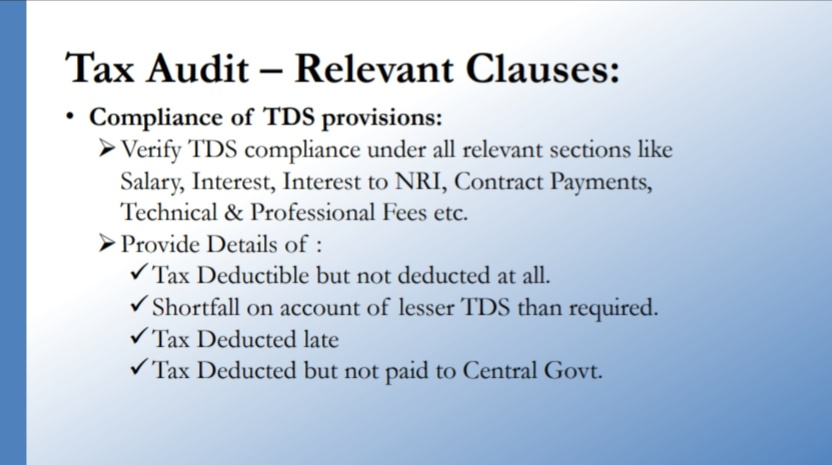 Tax Audit – Relevant Clauses:
• Compliance of TDS provisions:
➢ Verify TDS compliance under all relevant sections like
Salary, Interest, Interest to NRI, Contract Payments,
Technical & Professional Fees etc.
➢ Provide Details of :
✓ Tax Deductible but not deducted at all.
✓ Shortfall on account of lesser TDS than required.
✓ Tax Deducted late
✓ Tax Deducted but not paid to Central Govt.